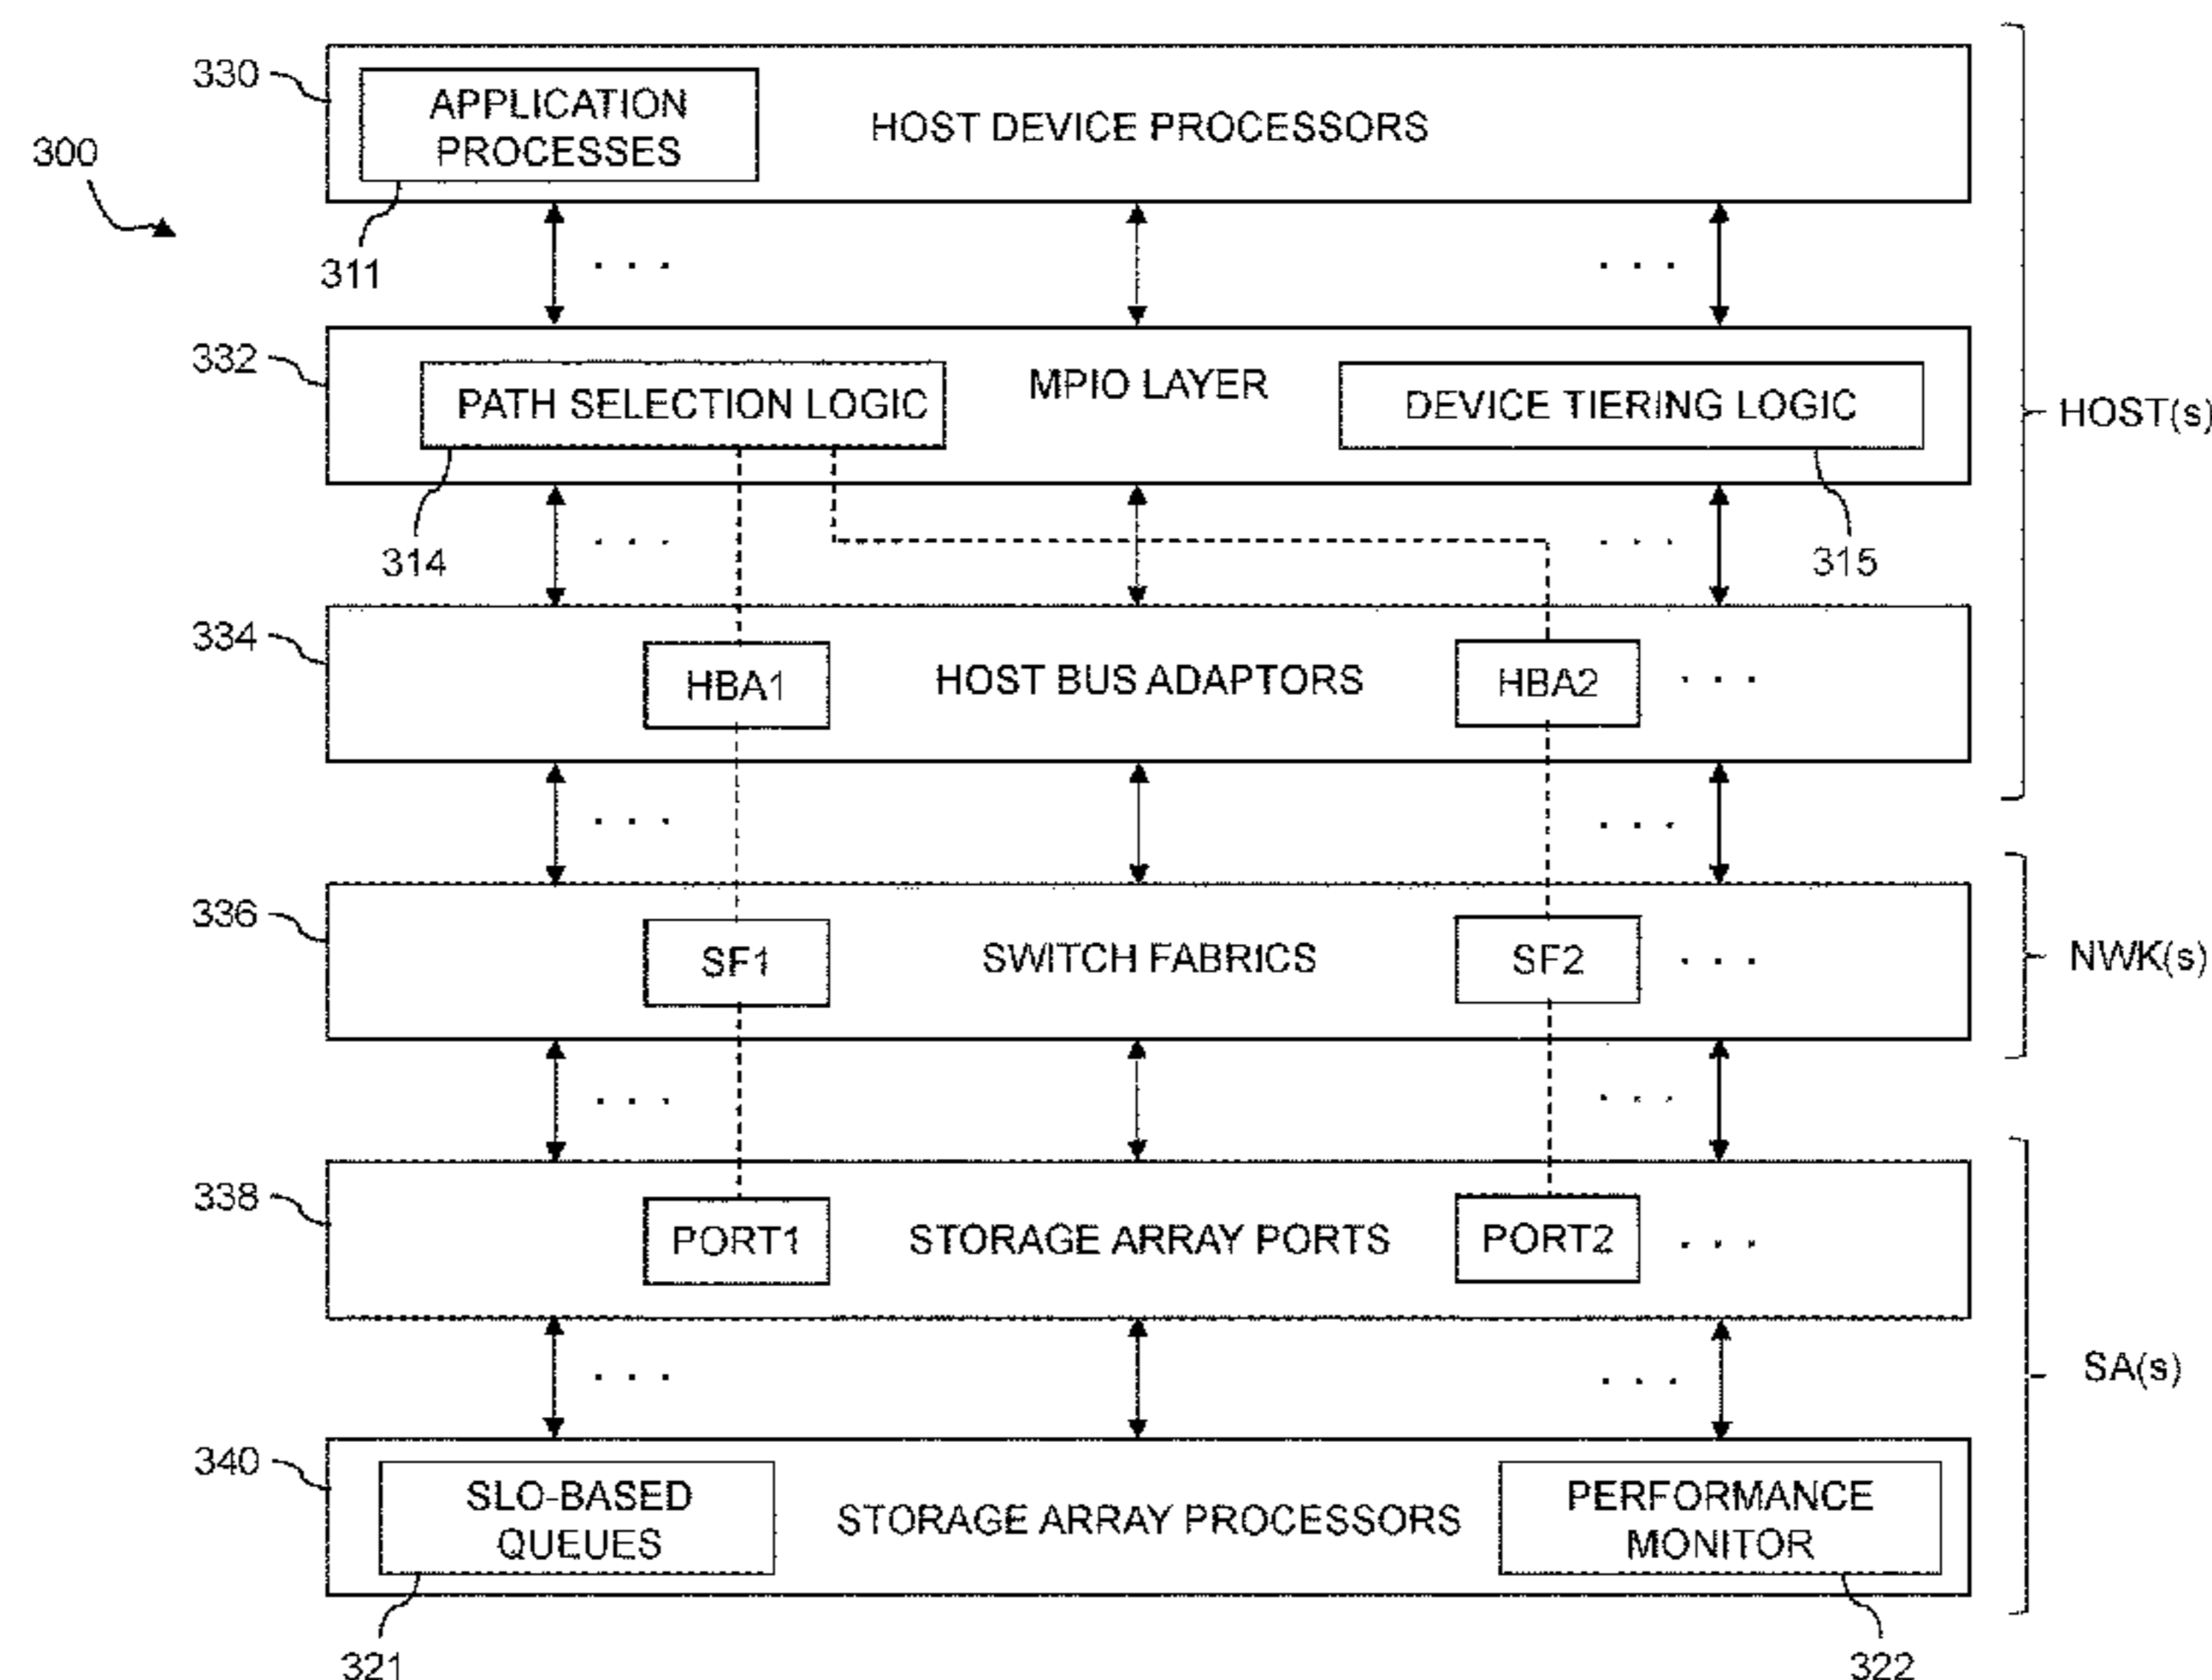 330
APPLICATION
PROCESSES
HOST DEVICE PROCESSORS
300
311
. . .
. . .
332
PATH SELECTION LOGIC
MPIO LAYER
DEVICE TIERING LOGIC
HOST(s)
314
. . .
. . .
315
334
HBA1
HOST BUS ADAPTORS
HBA2
. . .
. . .
. . .
336
SF1
SWITCH FABRICS
SF2
. . .
NWK(s)
. . .
. . .
338
PORT1
STORAGE ARRAY PORTS
PORT2
. . .
. . .
. . .
SA(s)
340
SLO-BASED
QUEUES
STORAGE ARRAY PROCESSORS
PERFORMANCE
MONITOR
321
322